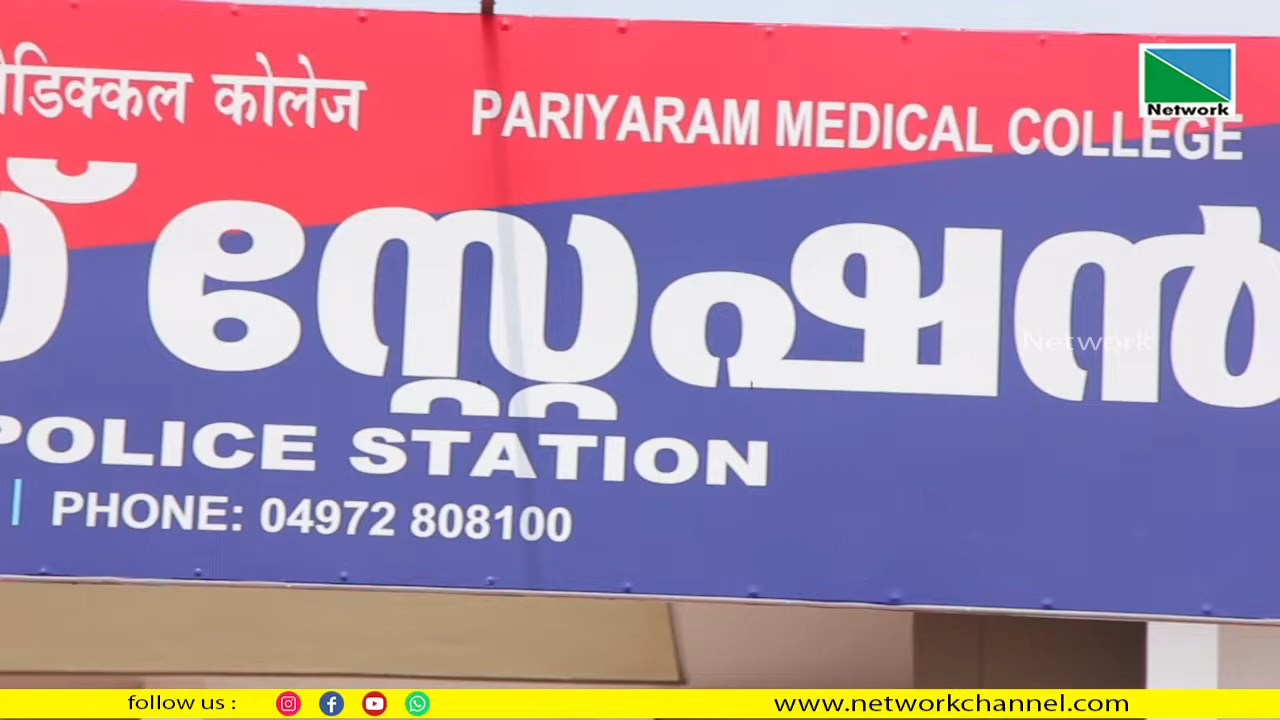 मेडिक्कल कोलेज PARIYARAM MEDICAL COLLEGE
Network
സ്റ്റേഷൻ
Network
POLICE STATION
PHONE: 04972 808100
follow us :
www.networkchannel.com